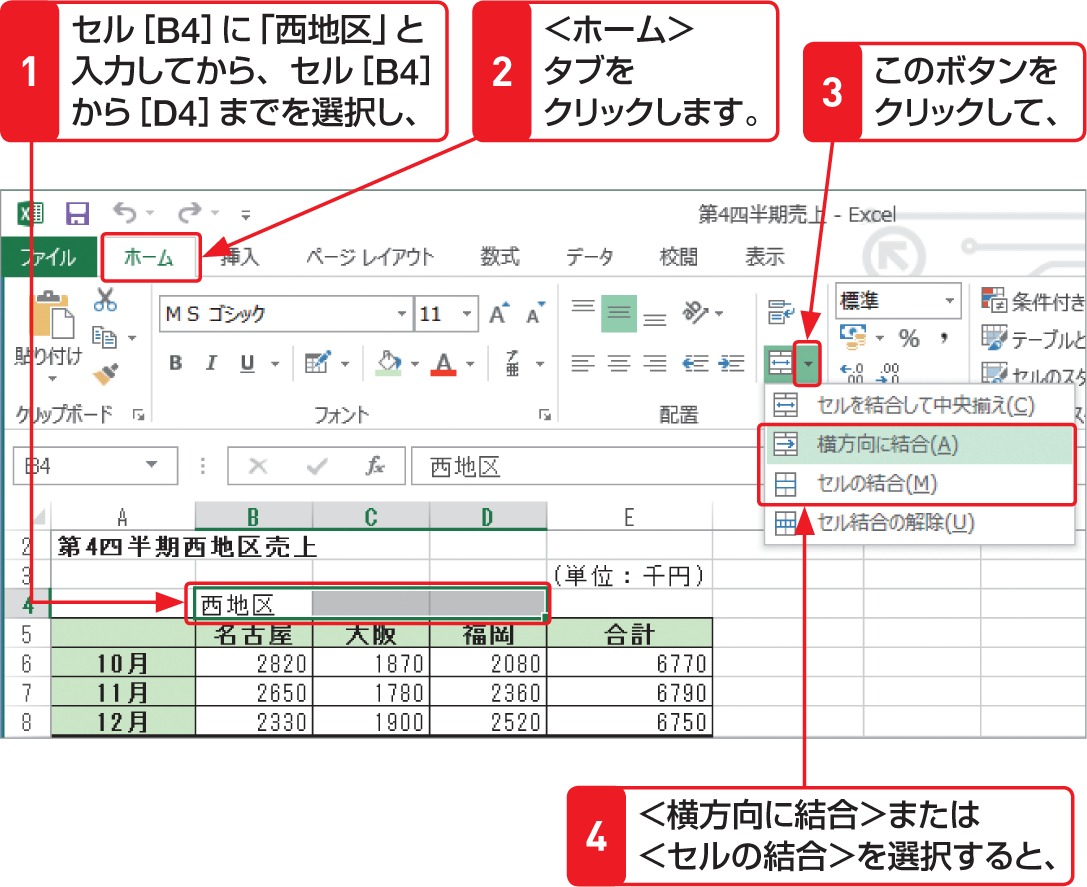 1
セル[B4]に「西地区」と
入力してから、セル[B4]
から[D4]までを選択し、
2
＜ホーム＞
タブを
クリックします。
3
このボタンを
クリックして、
第4四半期売上 - Excel
ファイル ホーム 挿入 ページ レイアウト 数式 データ 校閲 表示
貼り付け
クリップボード
ＭＳ ゴシック 11
B I U A 亜
フォント
配置
標準
% ,
条件付き
テーブルと
セルのスタ
セルを結合して中央揃え(C)
横方向に結合(A)
セルの結合(M)
セル結合の解除(U)
B4 fx 西地区
A B C D E
2 第4四半期西地区売上
3 (単位：千円)
4 西地区
5 名古屋 大阪 福岡 合計
6 10月 2820 1870 2080 6770
7 11月 2650 1780 2360 6790
8 12月 2330 1900 2520 6750
4
＜横方向に結合＞または
＜セルの結合＞を選択すると、